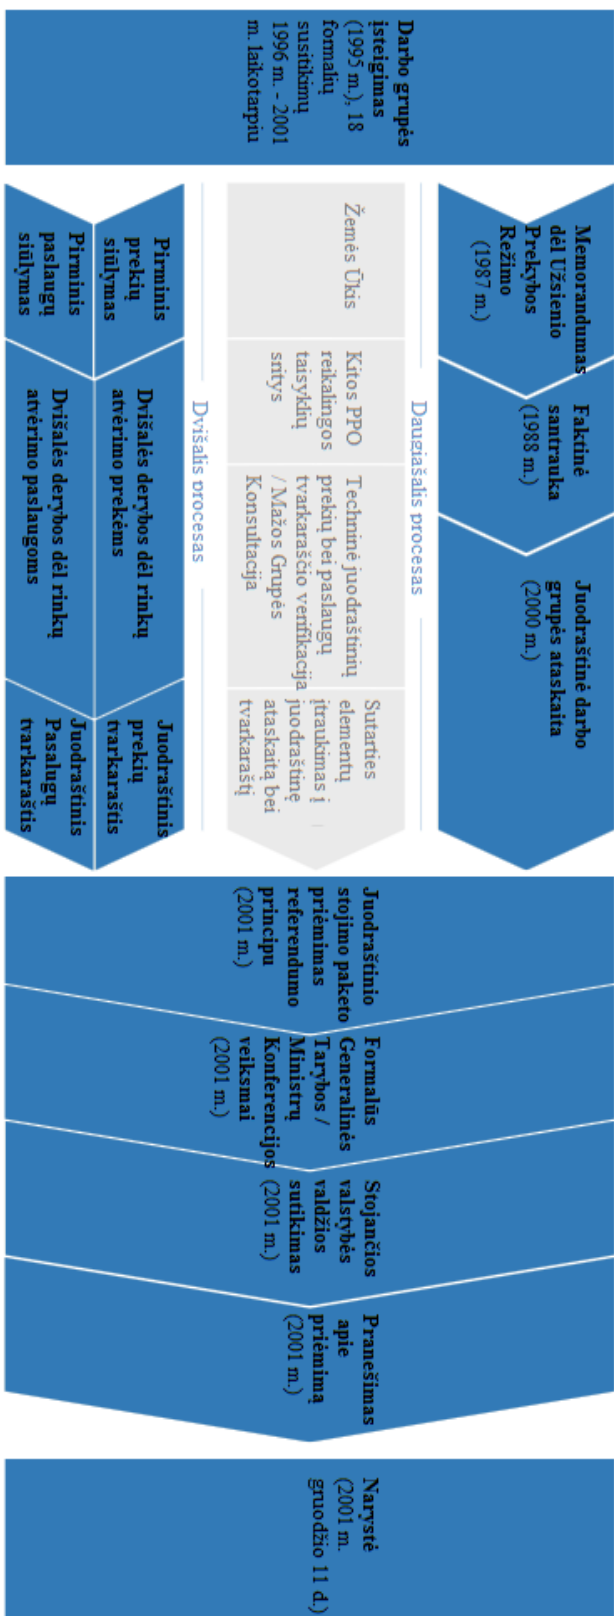 Darbo grupės
įsteigimas
(1995 m.), 18
formalių
susitikimų
1996 m. - 2001
m. laikotarpiu
Memorandumas
dėl Užsienio
Prekybos
Režimo
(1987 m.)
Faktinė
santrauka
(1988 m.)
Juodraštinė darbo
grupės ataskaita
(2000 m.)
Daugiašalis procesas
Žemės Ūkis
Kitos PPO
reikalingos
taisyklių
sritys
Techninė juodraštinių
prekių bei paslaugų
tvarkaraščio verifikacija
/ Mažos Grupės
Konsultacija
Sutarties
elementų
įtraukimas į
juodraštinę
ataskaitą bei
tvarkaraštį
Dvišalis procesas
Pirminis
prekių
siūlymas
Dvišalės derybos dėl rinkų
atvėrimo prekėms
Juodraštinis
prekių
tvarkaraštis
Pirminis
paslaugų
siūlymas
Dvišalės derybos dėl rinkų
atvėrimo paslaugoms
Juodraštinis
Pasalugų
tvarkaraštis
Juodraštinio
stojimo paketo
priėmimas
referendumo
principu
(2001 m.)
Formalūs
Generalinės
Tarybos /
Ministrų
Konferencijos
veiksmai
(2001 m.)
Stojančios
valstybės
valdžios
sutikimas
(2001 m.)
Pranešimas
apie
priėmimą
(2001 m.)
Narystė
(2001 m.
gruodžio 11 d.)